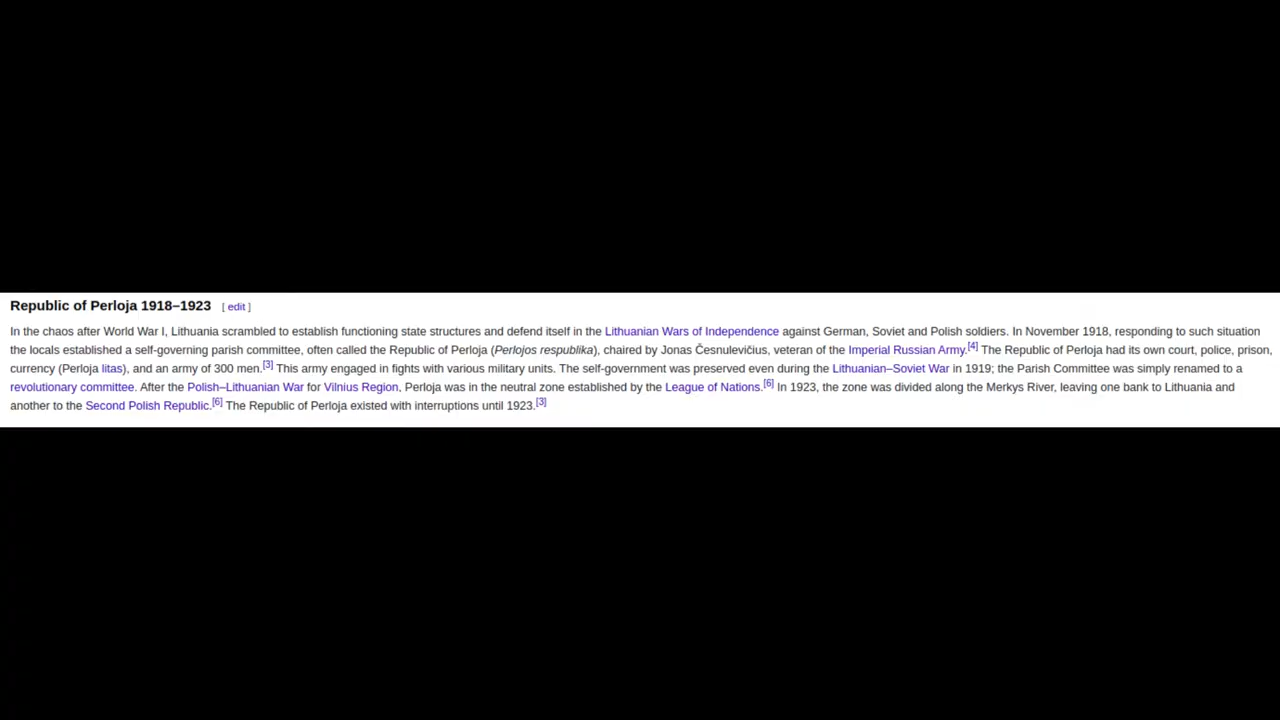 Republic of Perloja 1918–1923 [ edit ]
In the chaos after World War I, Lithuania scrambled to establish functioning state structures and defend itself in the Lithuanian Wars of Independence against German, Soviet and Polish soldiers. In November 1918, responding to such situation
the locals established a self-governing parish committee, often called the Republic of Perloja (Perlojos respublika), chaired by Jonas Česnulevičius, veteran of the Imperial Russian Army.[4] The Republic of Perloja had its own court, police, prison,
currency (Perloja litas), and an army of 300 men.[3] This army engaged in fights with various military units. The self-government was preserved even during the Lithuanian–Soviet War in 1919; the Parish Committee was simply renamed to a
revolutionary committee. After the Polish–Lithuanian War for Vilnius Region, Perloja was in the neutral zone established by the League of Nations.[6] In 1923, the zone was divided along the Merkys River, leaving one bank to Lithuania and
another to the Second Polish Republic.[6] The Republic of Perloja existed with interruptions until 1923.[3]